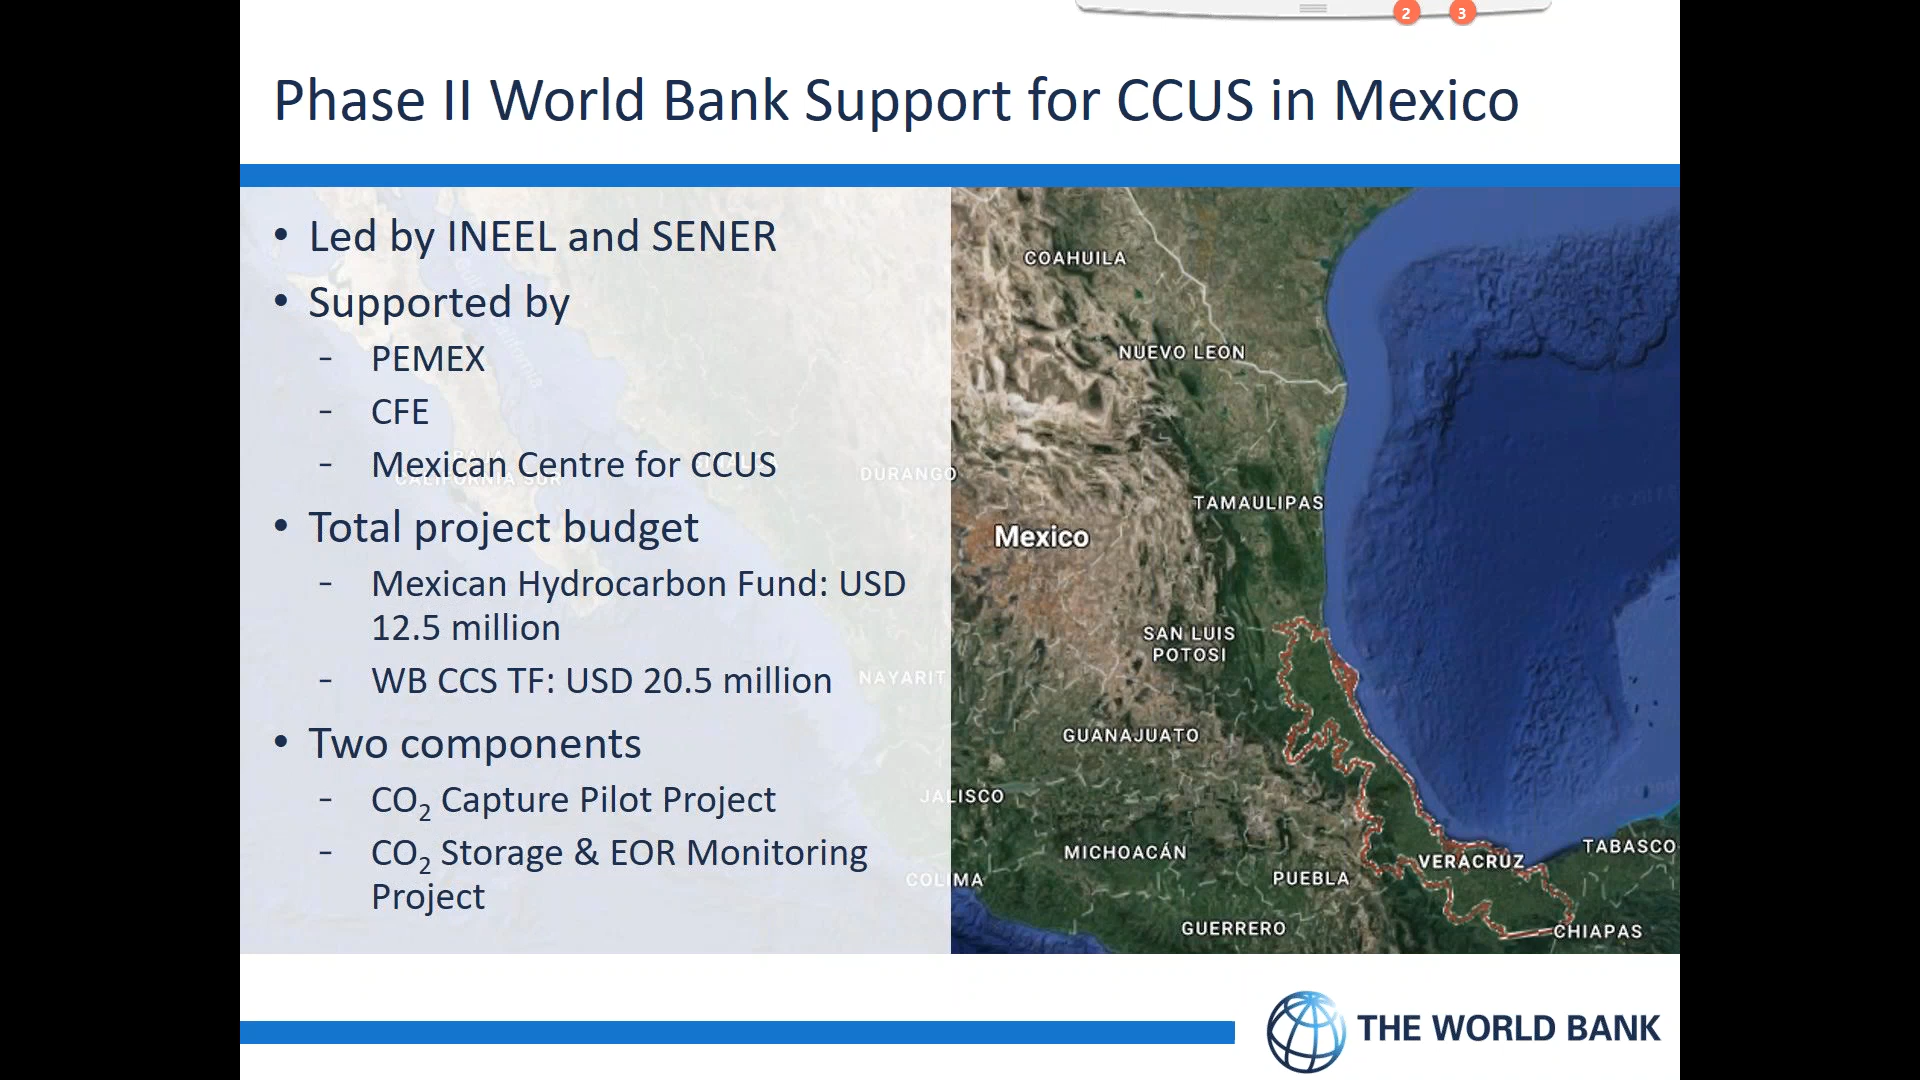 2
3
Phase II World Bank Support for CCUS in Mexico
• Led by INEEL and SENER
• Supported by
- PEMEX
- CFE
- Mexican Centre for CCUS
• Total project budget
- Mexican Hydrocarbon Fund: USD
12.5 million
- WB CCS TF: USD 20.5 million
• Two components
- CO₂ Capture Pilot Project
- CO₂ Storage & EOR Monitoring
Project
COAHUILA
NUEVO LEON
DURANGO
TAMAULIPAS
Mexico
SAN LUIS
POTOSI
NAYARIT
GUANAJUATO
JALISCO
MICHOACÁN
VERACRUZ
TABASCO
COLIMA
PUEBLA
GUERRERO
CHIAPAS
CALIFORNIA SUR
California
THE WORLD BANK